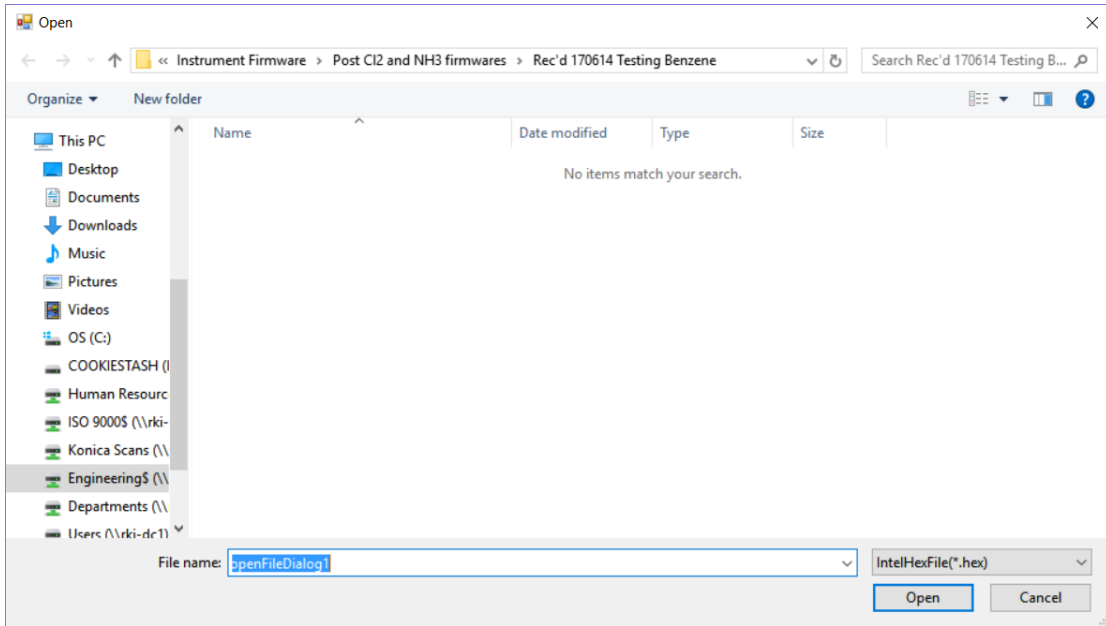 Open
« Instrument Firmware › Post Cl2 and NH3 firmwares › Rec'd 170614 Testing Benzene
Search Rec'd 170614 Testing B...
Organize
New folder
?
Name
Date modified
Type
Size
No items match your search.
This PC
Desktop
Documents
Downloads
Music
Pictures
Videos
OS (C:)
COOKIESTASH (
Human Resourc
ISO 9000$ (\\rki-
Konica Scans (\\
Engineering$ (\\
Departments (\\
Users (\\rki-dc1)
File name:
openFileDialog1
IntelHexFile(*.hex)
Open
Cancel